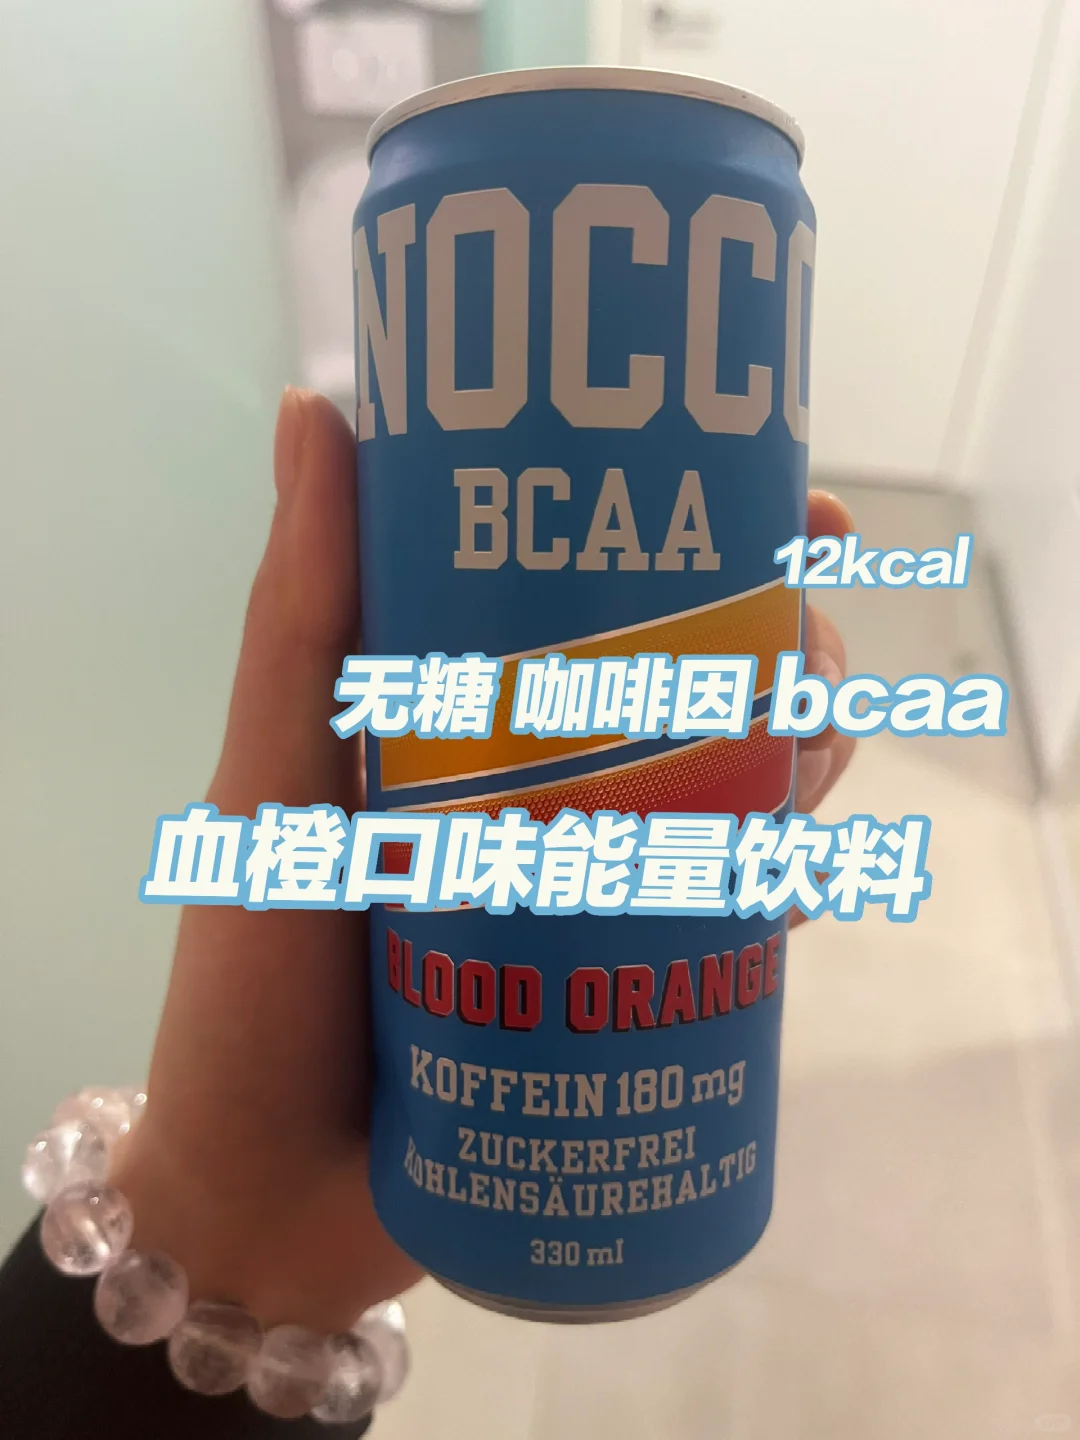 NOCCO
BCAA
12kcal
无糖 咖啡因 bcaa
血橙口味能量饮料
BLOOD ORANGE
KOFFEIN 180 mg
ZUCKERFREI
KOHLENSÄUREHALTIG
330 ml